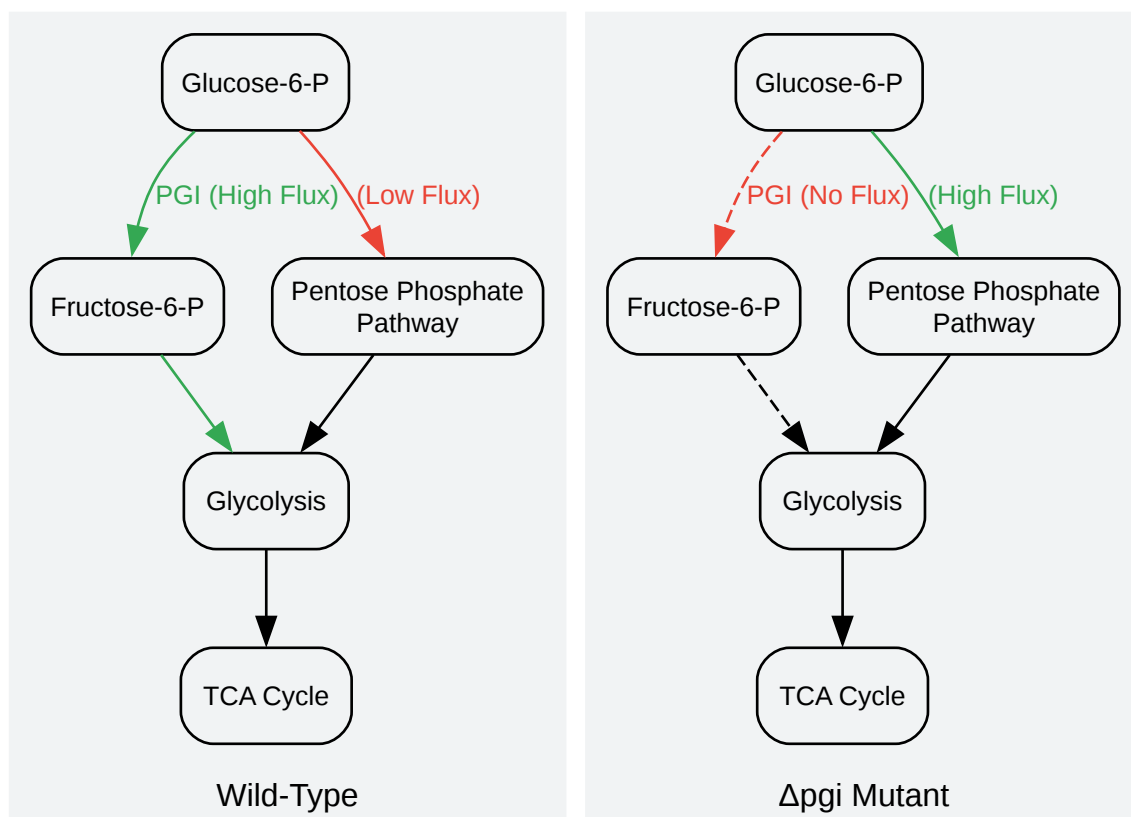 Glucose-6-P
PGI (High Flux)
(Low Flux)
Fructose-6-P
Pentose Phosphate
Pathway
Glycolysis
TCA Cycle
Wild-Type
Glucose-6-P
PGI (No Flux)
(High Flux)
Fructose-6-P
Pentose Phosphate
Pathway
Glycolysis
TCA Cycle
Δpgi Mutant